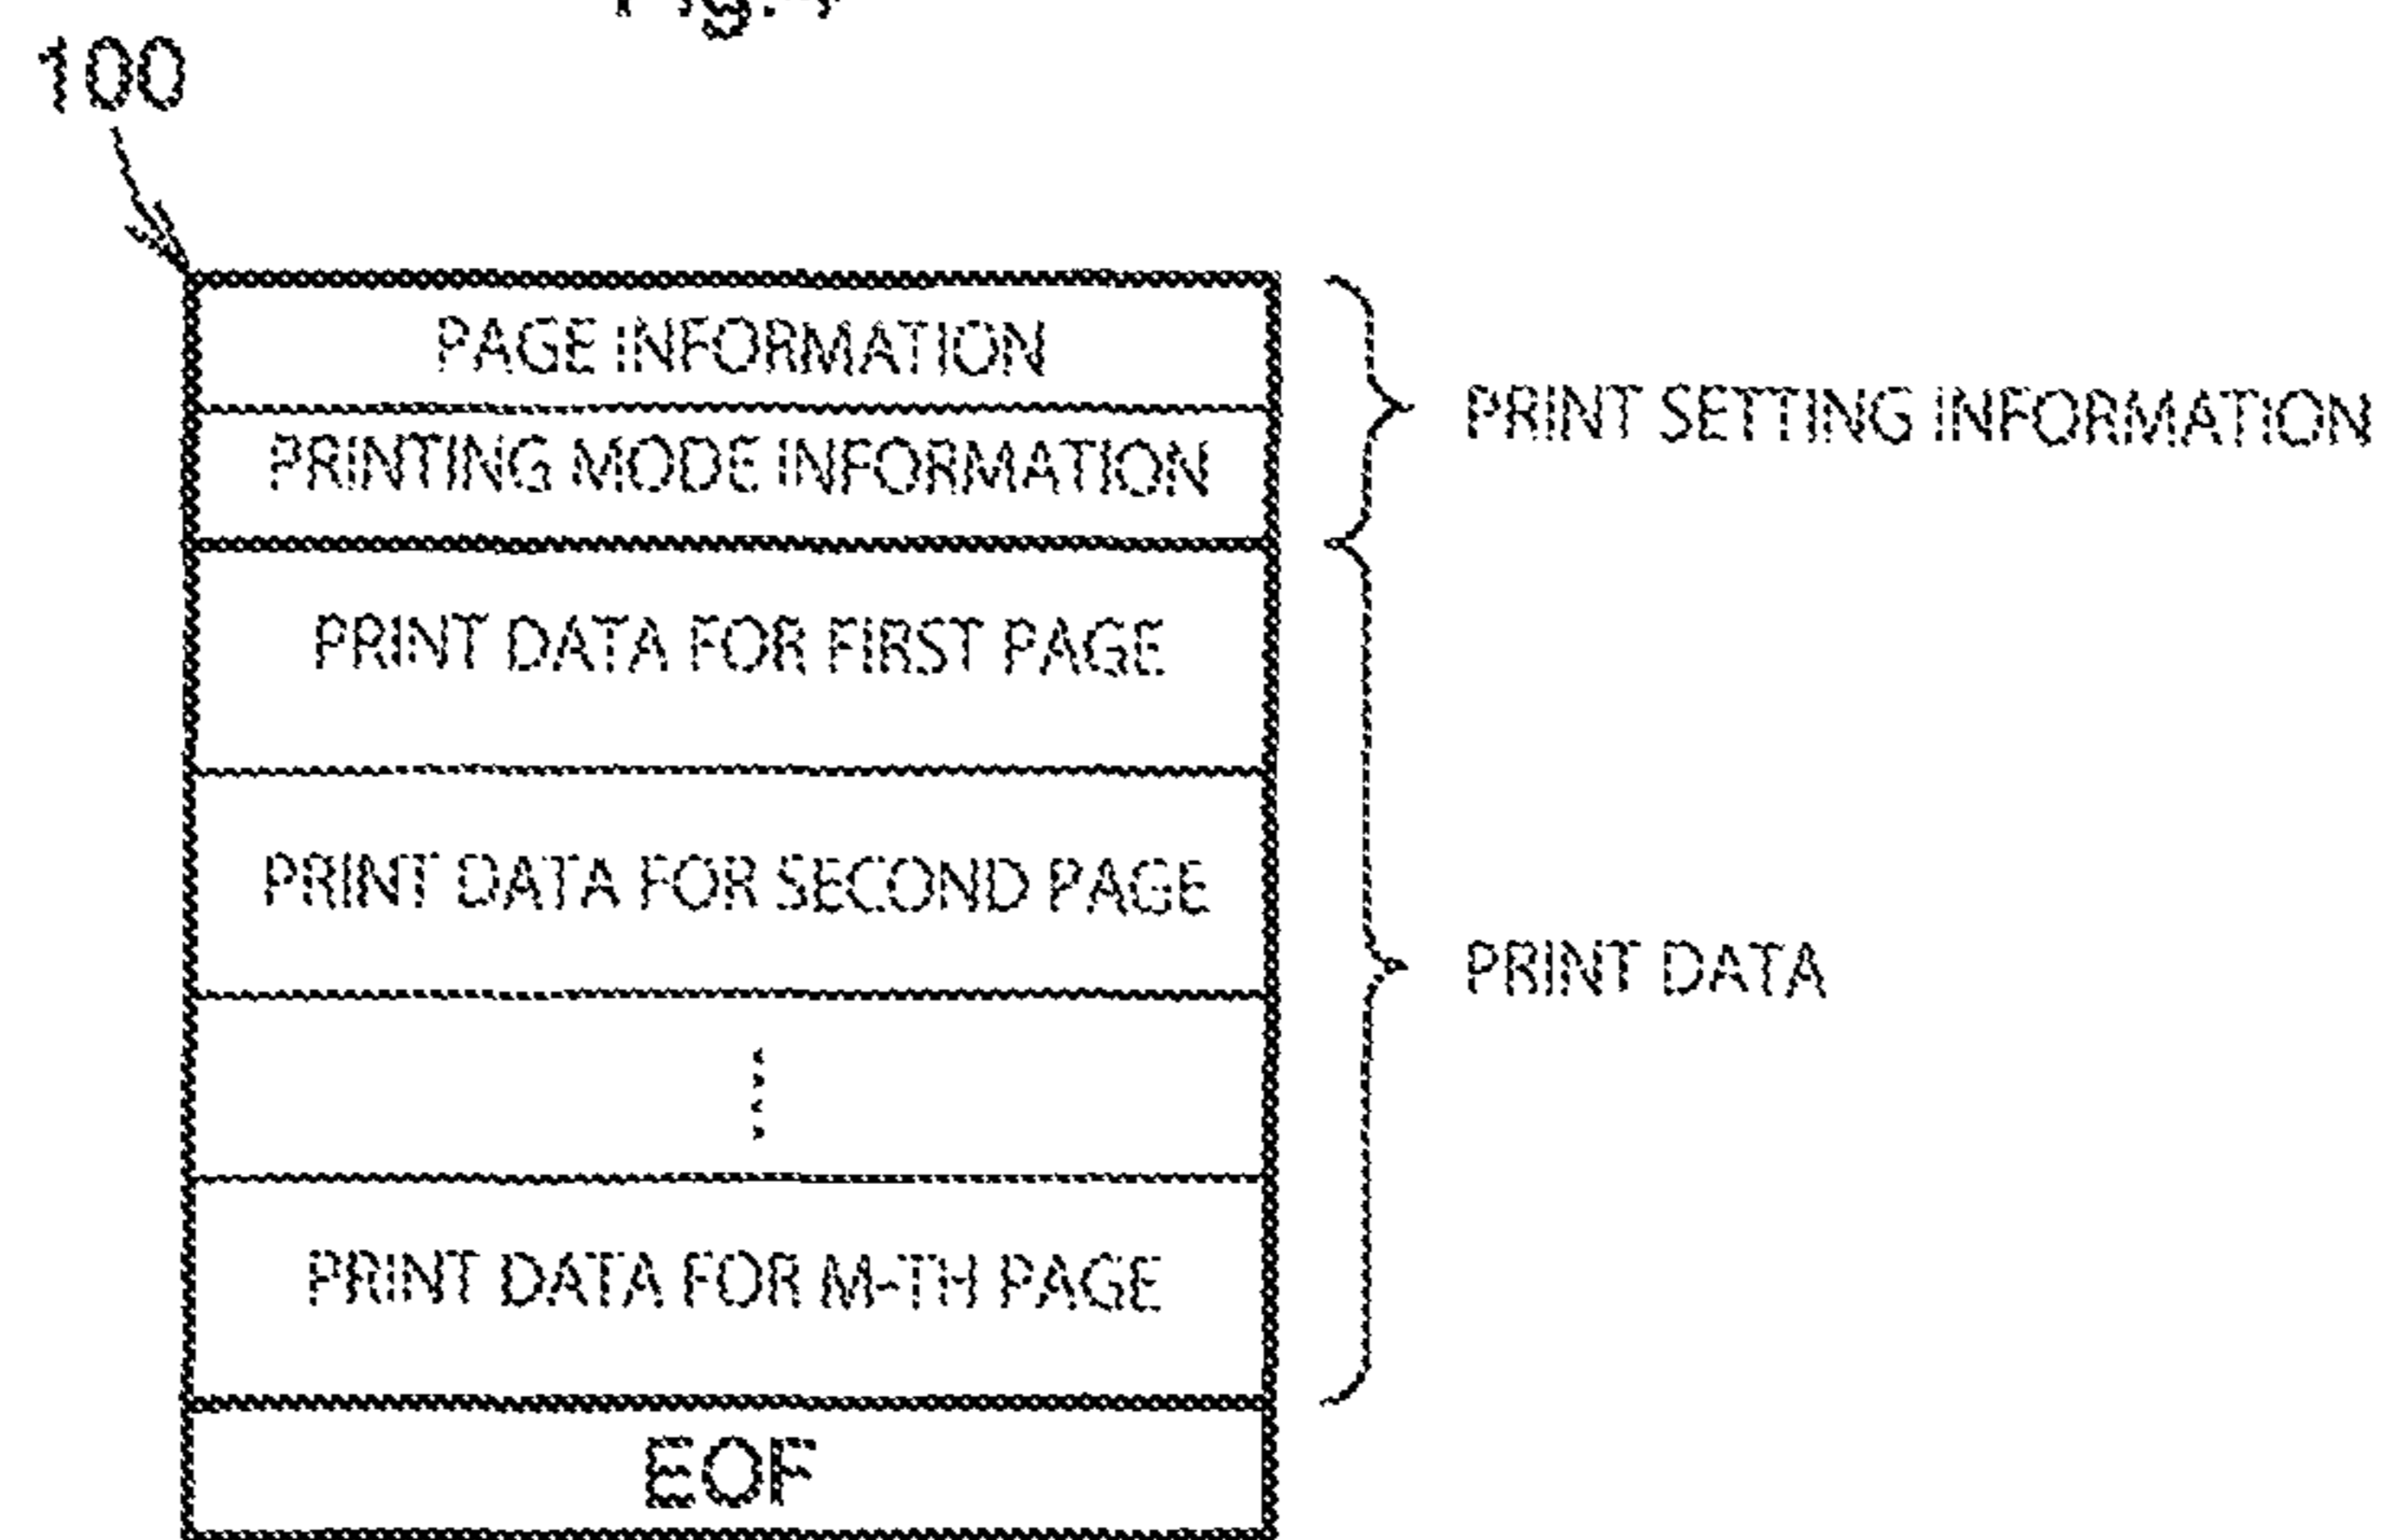 100
PAGE INFORMATION
PRINTING MODE INFORMATION
PRINT SETTING INFORMATION
PRINT DATA FOR FIRST PAGE
PRINT DATA FOR SECOND PAGE
PRINT DATA
PRINT DATA FOR M-TH PAGE
EOF